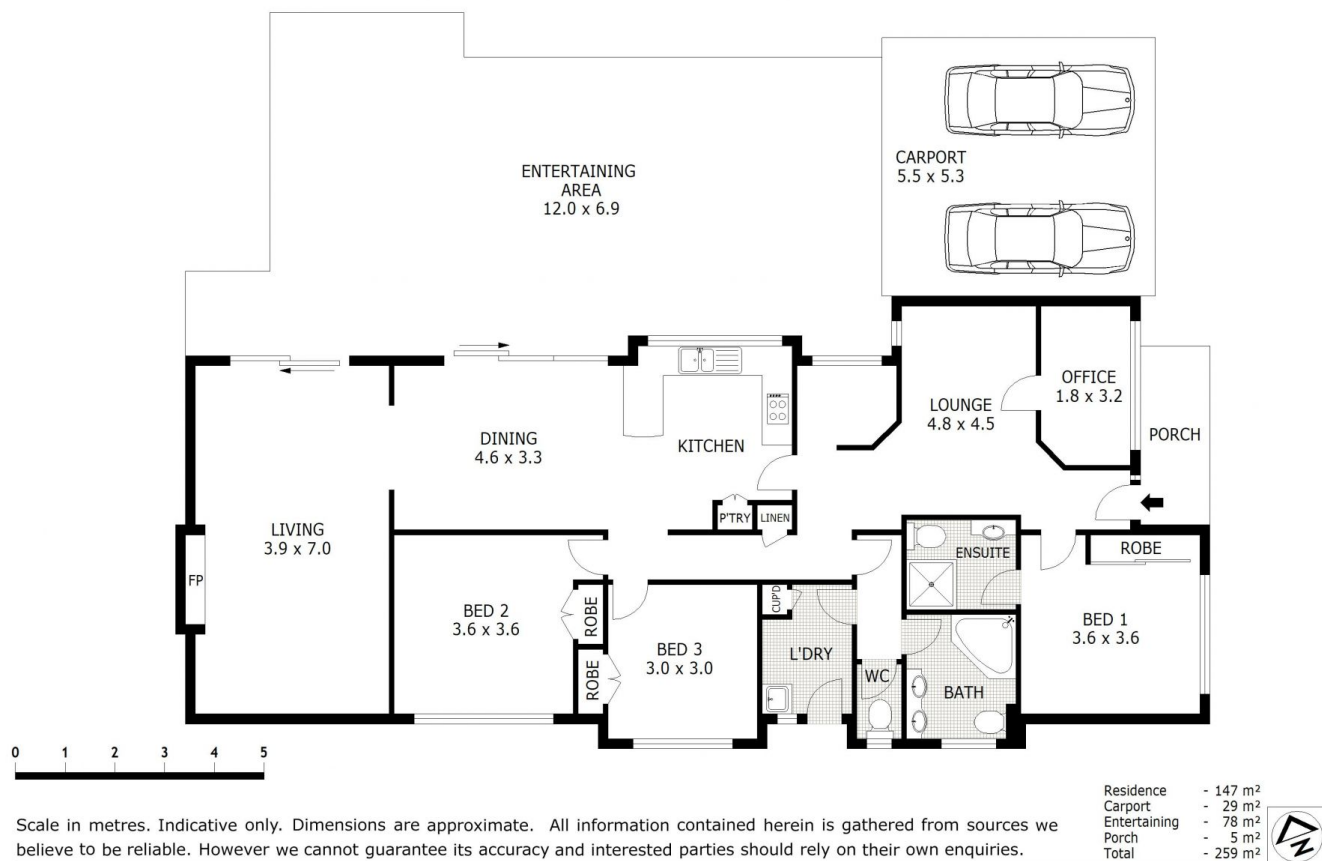 ENTERTAINING
AREA
12.0 x 6.9
CARPORT
5.5 x 5.3
OFFICE
1.8 x 3.2
LOUNGE
4.8 x 4.5
PORCH
DINING
4.6 x 3.3
KITCHEN
P'TRY
LINEN
LIVING
3.9 x 7.0
FP
ENSUITE
ROBE
BED 1
3.6 x 3.6
BED 2
3.6 x 3.6
ROBE
ROBE
BED 3
3.0 x 3.0
CUP'D
L'DRY
WC
BATH
0 1 2 3 4 5
Scale in metres. Indicative only. Dimensions are approximate. All information contained herein is gathered from sources we
believe to be reliable. However we cannot guarantee its accuracy and interested parties should rely on their own enquiries.
Residence - 147 m²
Carport - 29 m²
Entertaining - 78 m²
Porch - 5 m²
Total - 259 m²
N